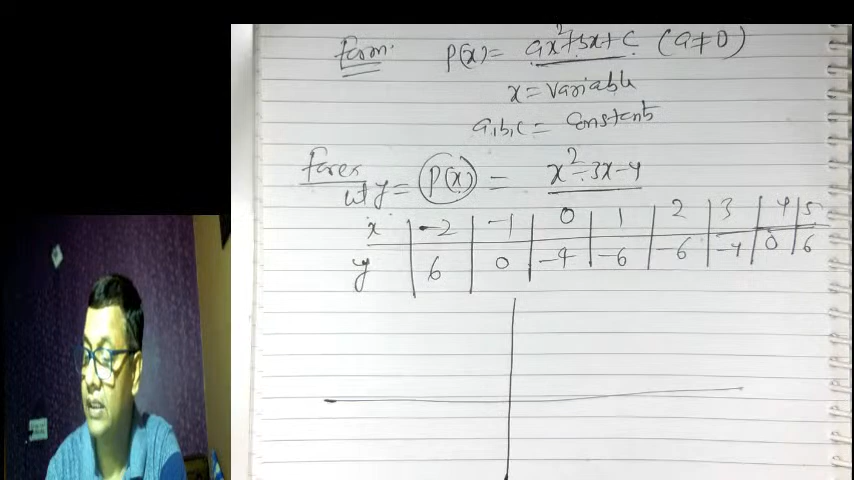 Form: P(x) = ax²+bx+c (a≠0)
x = Variable
a,b,c = Constant
For ex
let y = P(x) = x²-3x-4
x -2 -1 0 1 2 3 4 5
y 6 0 -4 -6 -6 -4 0 6